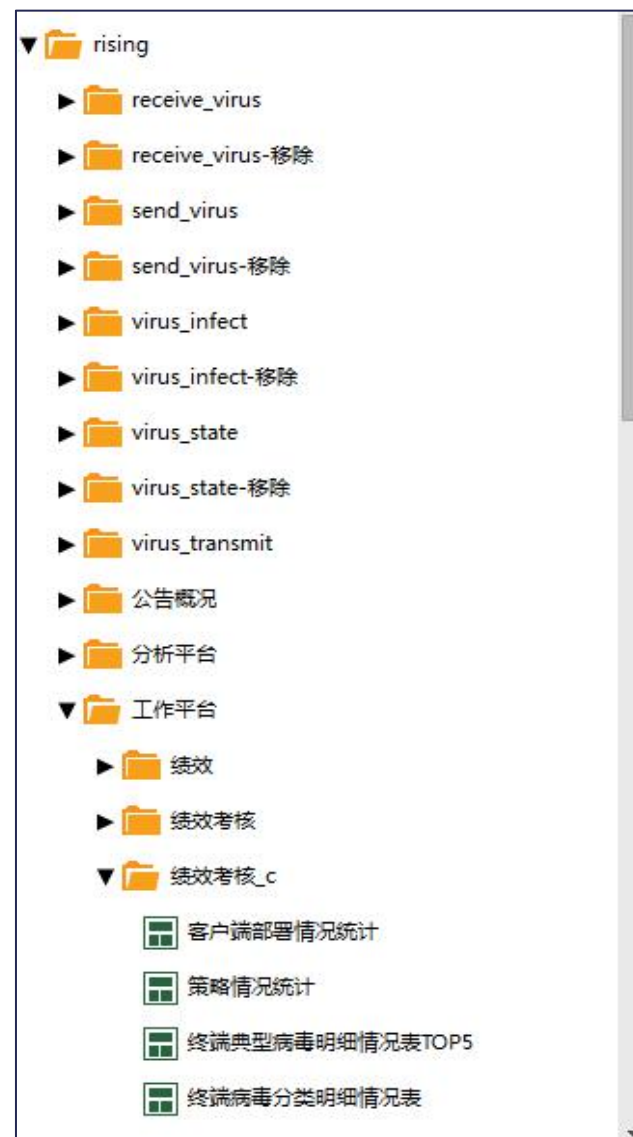 rising
receive_virus
receive_virus-移除
send_virus
send_virus-移除
virus_infect
virus_infect-移除
virus_state
virus_state-移除
virus_transmit
公告概况
分析平台
工作平台
绩效
绩效考核
绩效考核_c
客户端部署情况统计
策略情况统计
终端典型病毒明细情况表TOP5
终端病毒分类明细情况表